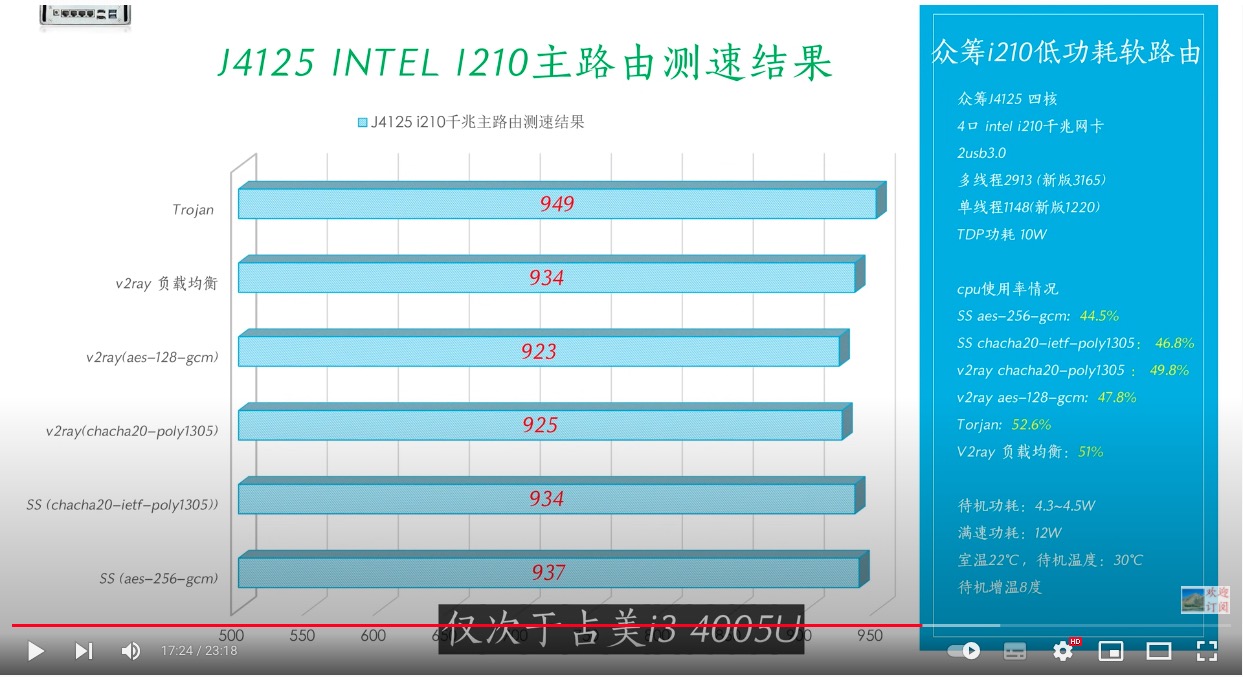 J4125 INTEL I210主路由测速结果
J4125 i210千兆主路由测速结果
Trojan 949
v2ray 负载均衡 934
v2ray(aes-128-gcm) 923
v2ray(chacha20-poly1305) 925
SS (chacha20-ietf-poly1305)) 934
SS (aes-256-gcm) 937
500 550 600 950
众筹i210低功耗软路由
众筹J4125 四核
4口 intel i210千兆网卡
2usb3.0
多线程2913 (新版3165)
单线程1148(新版1220)
TDP功耗 10W
cpu使用率情况
SS aes-256-gcm: 44.5%
SS chacha20-ietf-poly1305: 46.8%
v2ray chacha20-poly1305 : 49.8%
v2ray aes-128-gcm: 47.8%
Torjan: 52.6%
V2ray 负载均衡: 51%
待机功耗: 4.3~4.5W
满速功耗: 12W
室温22℃, 待机温度: 30℃
待机增温8度
欢迎
订阅
仅次于占美i3 4005U
17:24 / 23:18
HD